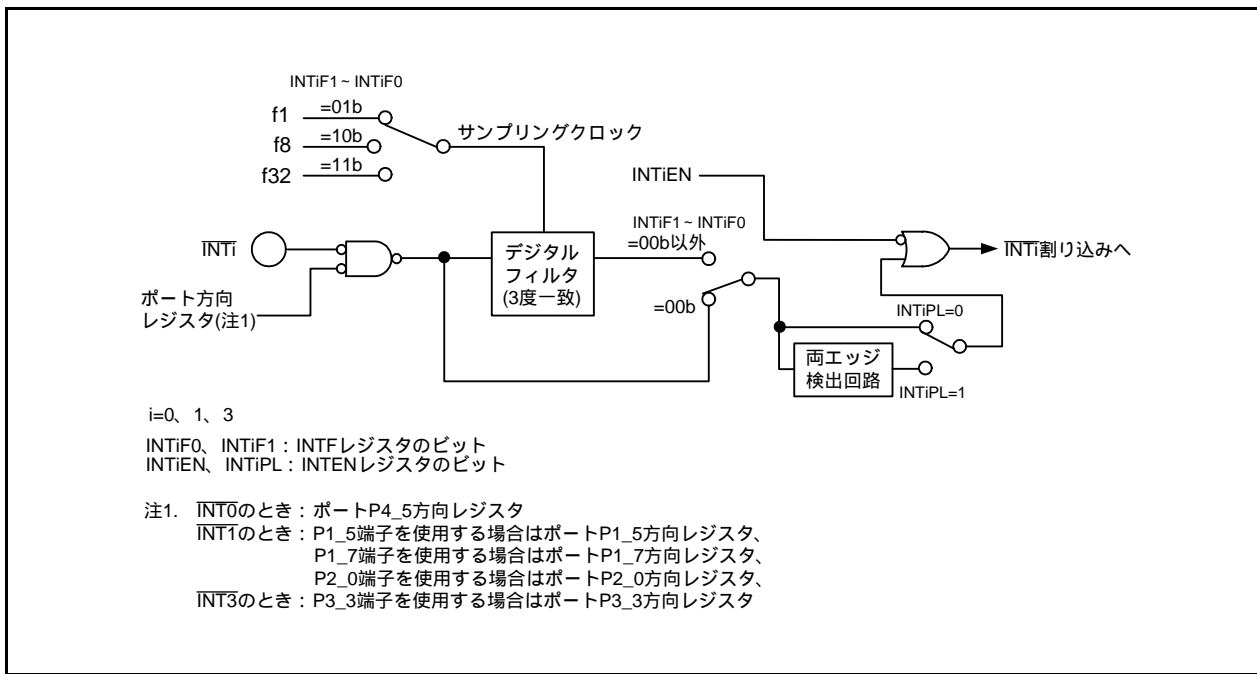 INTiF1 ~ INTiF0
f1 =01b
f8 =10b
f32 =11b
サンプリングクロック
INTi
ポート方向
レジスタ(注1)
デジタル
フィルタ
(3度一致)
INTiEN
INTiF1 ~ INTiF0
=00b以外
=00b
INTi割り込みへ
INTiPL=0
両エッジ
検出回路
INTiPL=1
i=0、1、3
INTiF0、INTiF1：INTFレジスタのビット
INTiEN、INTiPL：INTENレジスタのビット
注1. INT0のとき：ポートP4_5方向レジスタ
INT1のとき：P1_5端子を使用する場合はポートP1_5方向レジスタ、
P1_7端子を使用する場合はポートP1_7方向レジスタ、
P2_0端子を使用する場合はポートP2_0方向レジスタ、
INT3のとき：P3_3端子を使用する場合はポートP3_3方向レジスタ